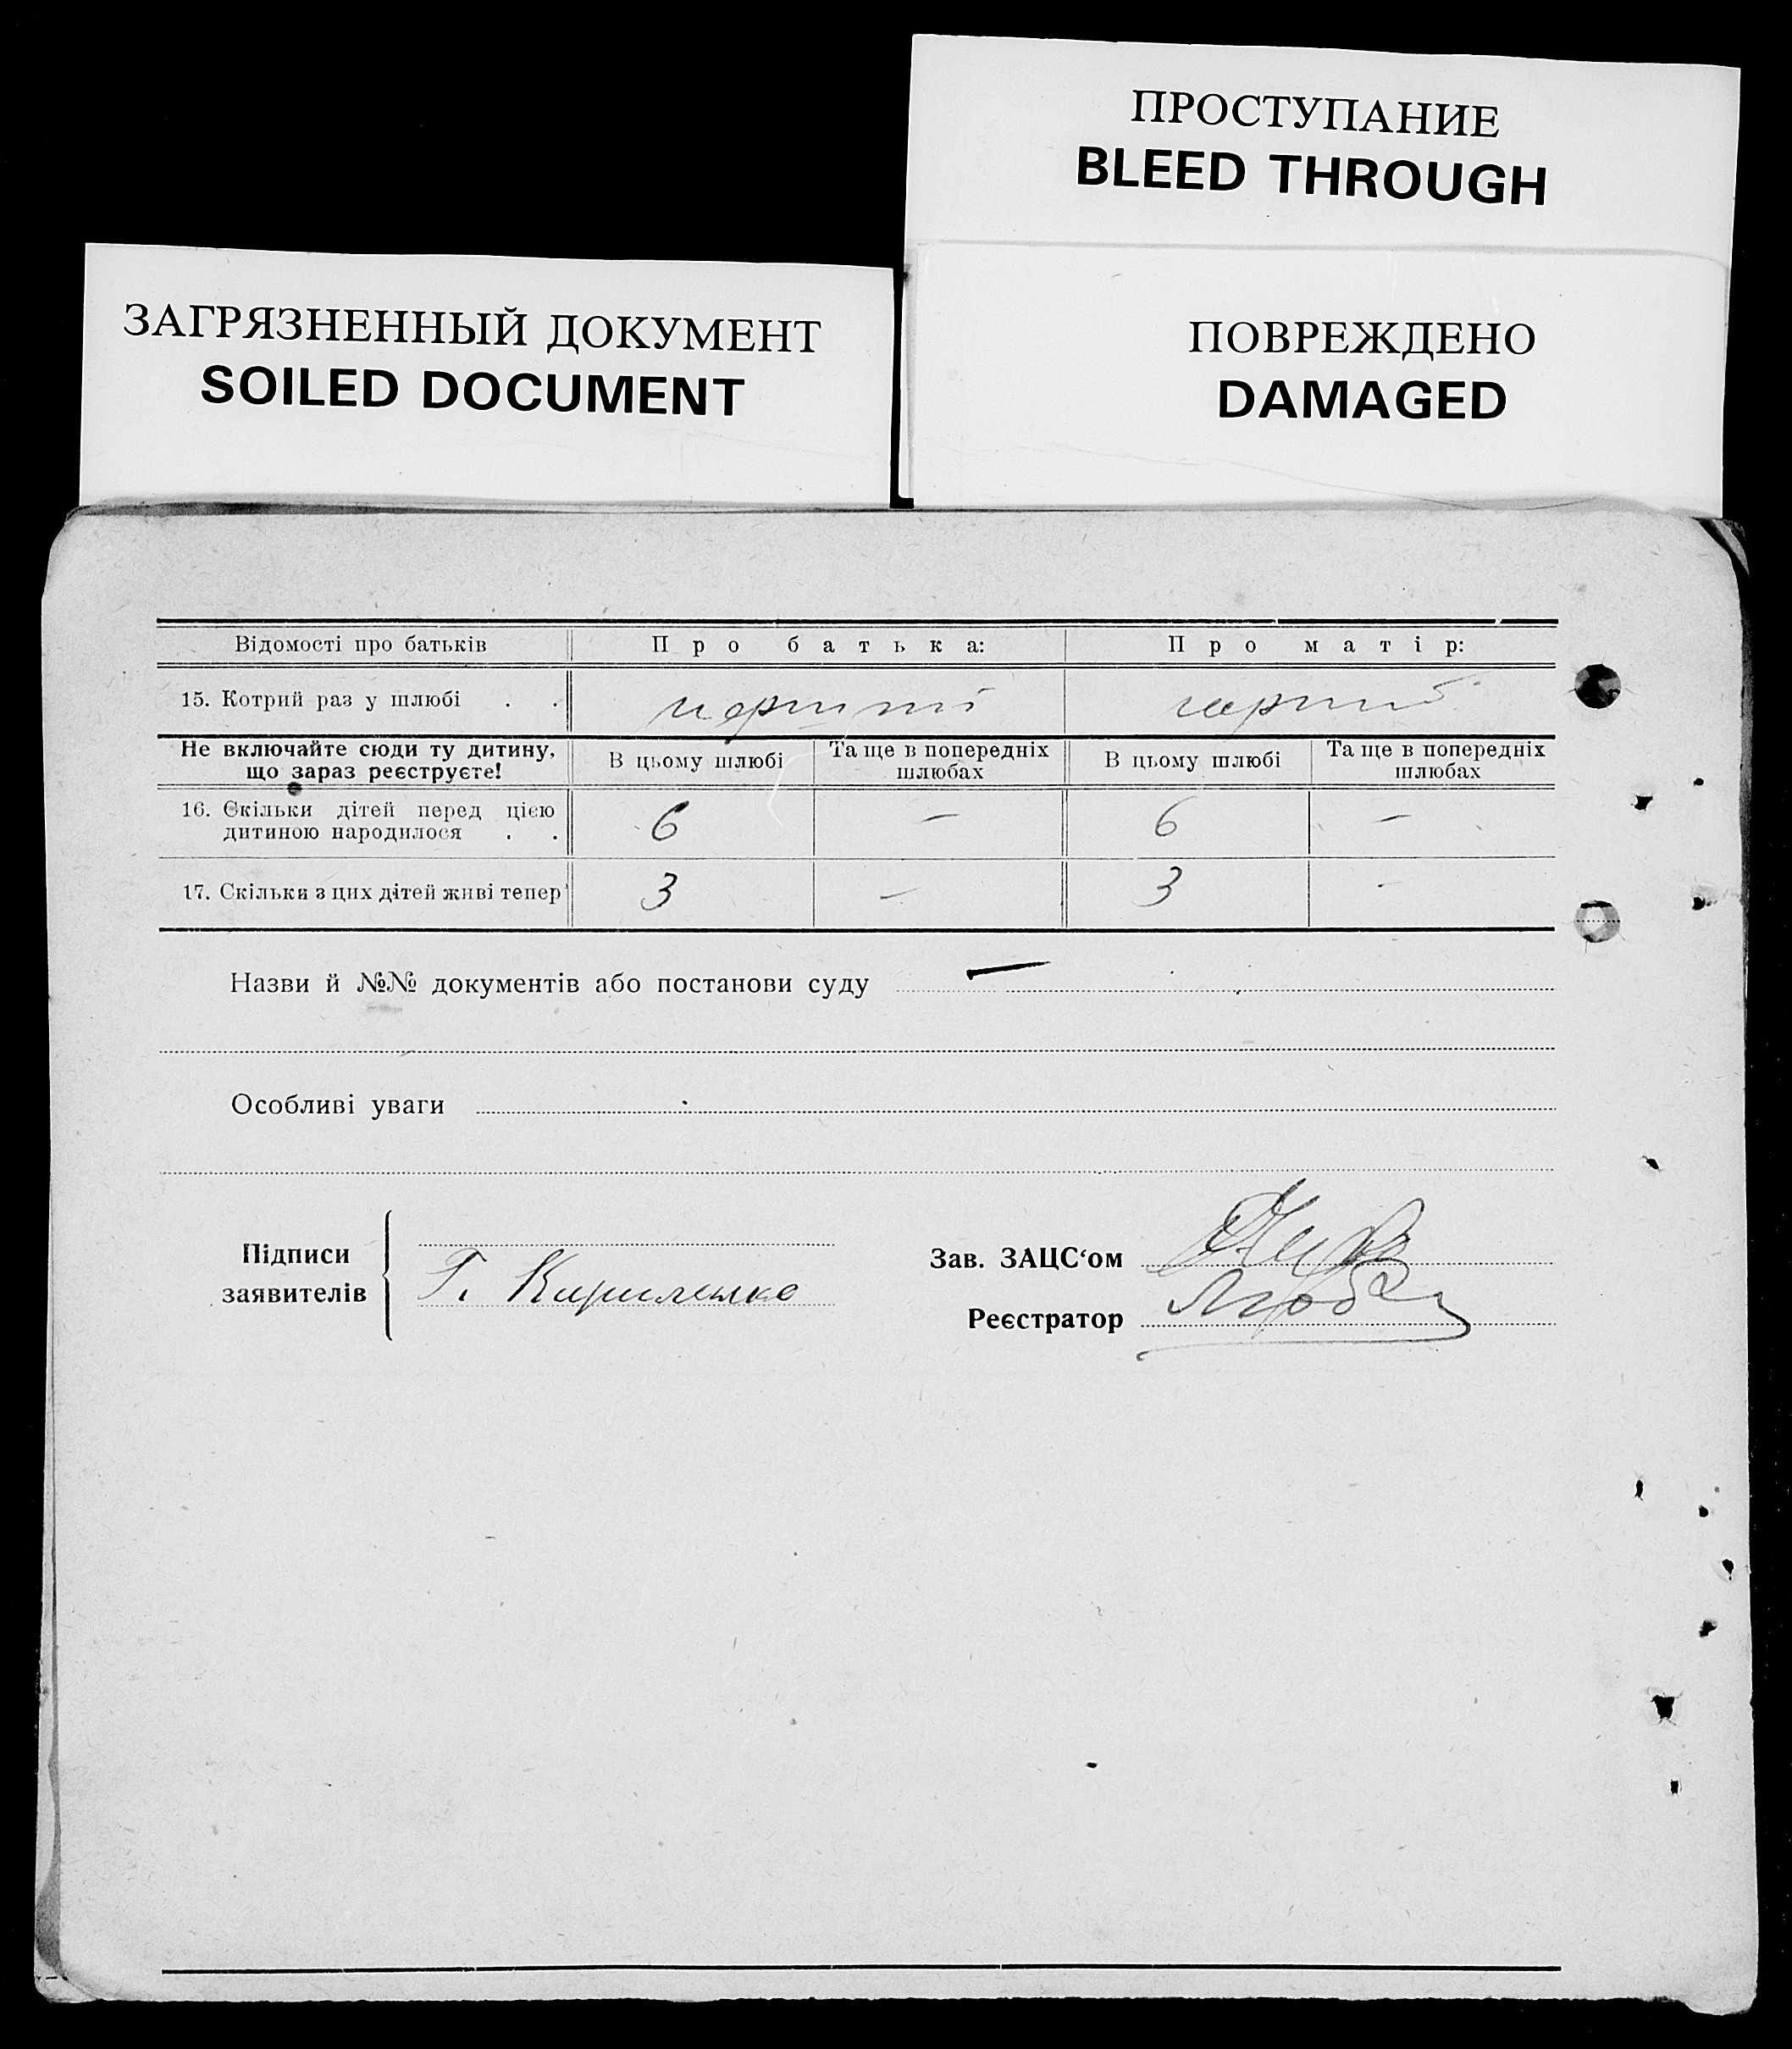 ПРОСТУПАНИЕ
BLEED THROUGH
ЗАГРЯЗНЕННЫЙ ДОКУМЕНТ
SOILED DOCUMENT
ПОВРЕЖДЕНО
DAMAGED
Відомості про батьків Про батька: Про матір:
15. Котрий раз у шлюбі . . перший перший
Не включайте сюди ту дитину, що зараз реєструєте! В цьому шлюбі Та ще в попередніх шлюбах В цьому шлюбі Та ще в попередніх шлюбах
16. Скільки дітей перед цією
дитиною народилося . . 6 — 6 —
17. Скільки з цих дітей живі тепер 3 — 3 -
Назви й №№ документів або постанови суду —
Особливі уваги
Підписи
заявителів
Г. Кириленко
Зав. ЗАЦС‘ом
Реєстратор